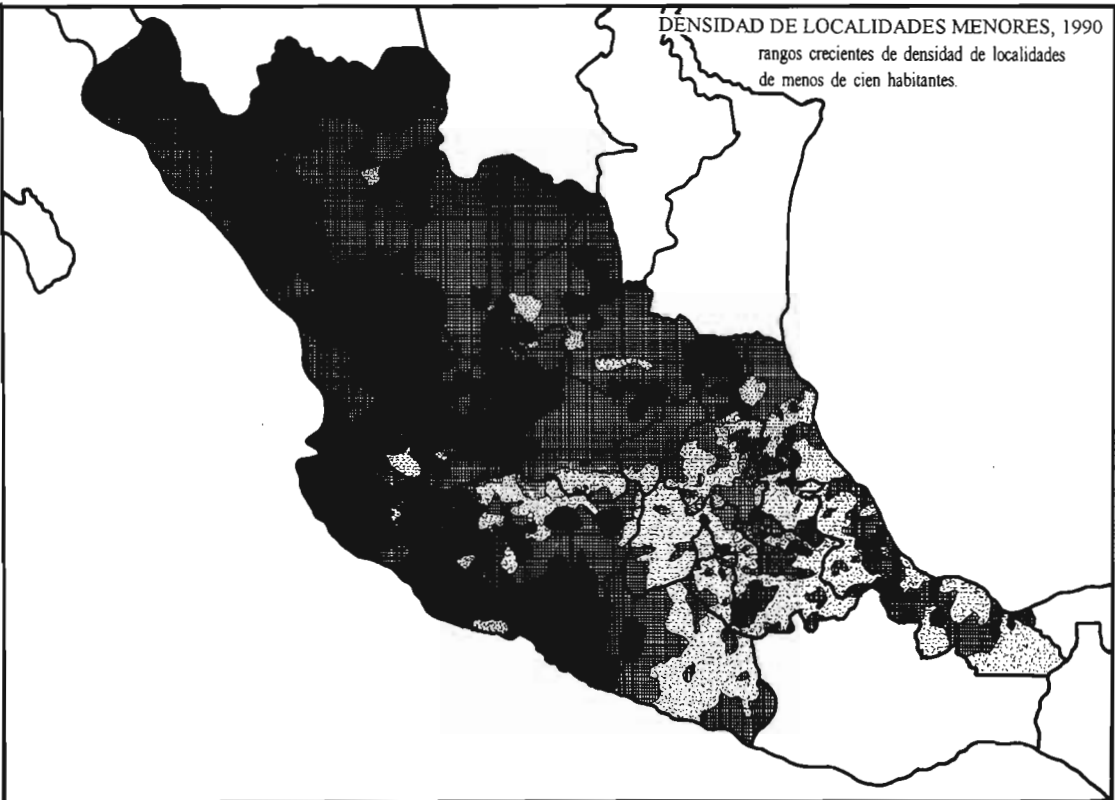 DENSIDAD DE LOCALIDADES MENORES, 1990
rangos crecientes de densidad de localidades
de menos de cien habitantes.